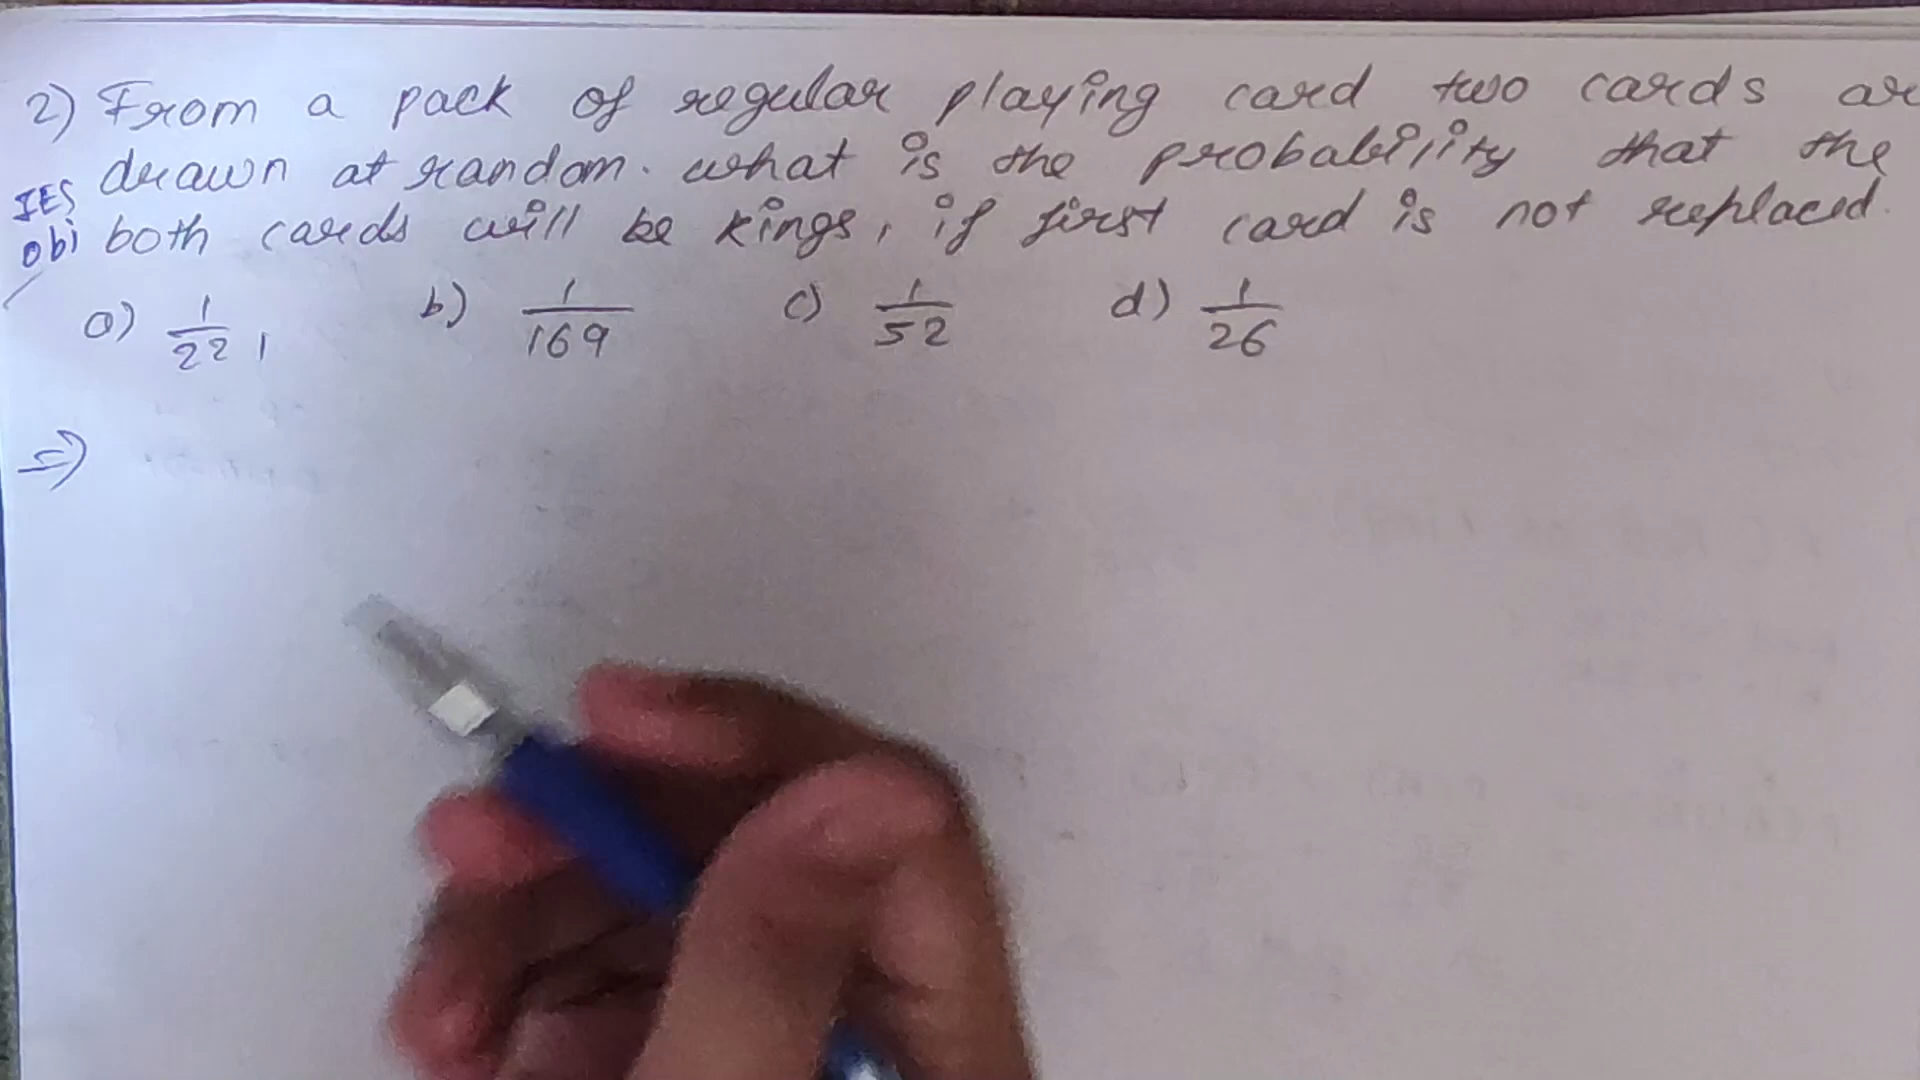 2) From a pack of regular playing card two cards ar
drawn at random. what is the probability that the
IES
both cards will be kings, if first card is not replaced.
obj
a) 1/221 b) 1/169 c) 1/52 d) 1/26
⇒